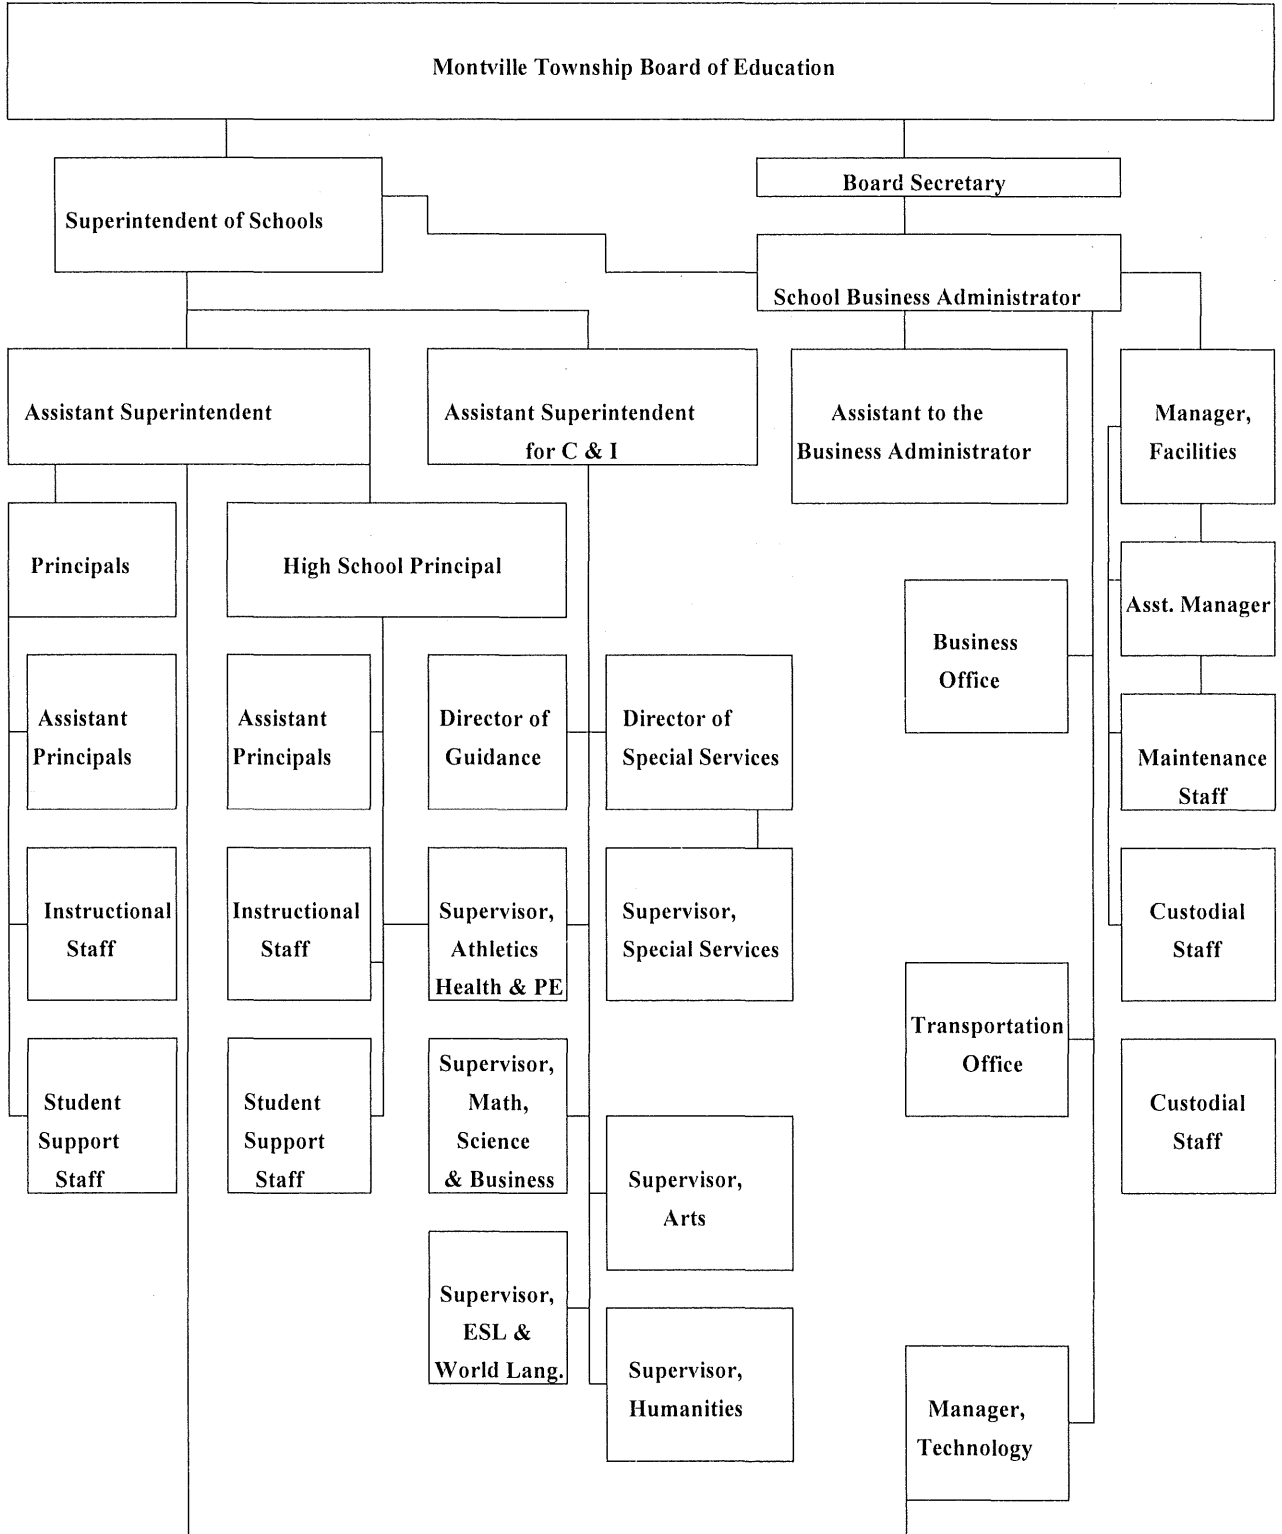 Montville Township Board of Education
Superintendent of Schools
Board Secretary
School Business Administrator
Assistant Superintendent
Assistant Superintendent
for C & I
Assistant to the
Business Administrator
Manager,
Facilities
Principals
High School Principal
Asst. Manager
Business
Office
Assistant
Principals
Assistant
Principals
Director of
Guidance
Director of
Special Services
Maintenance
Staff
Instructional
Staff
Instructional
Staff
Supervisor,
Athletics
Health & PE
Supervisor,
Special Services
Custodial
Staff
Transportation
Office
Student
Support
Staff
Student
Support
Staff
Supervisor,
Math,
Science
& Business
Supervisor,
Arts
Custodial
Staff
Supervisor,
ESL &
World Lang.
Supervisor,
Humanities
Manager,
Technology